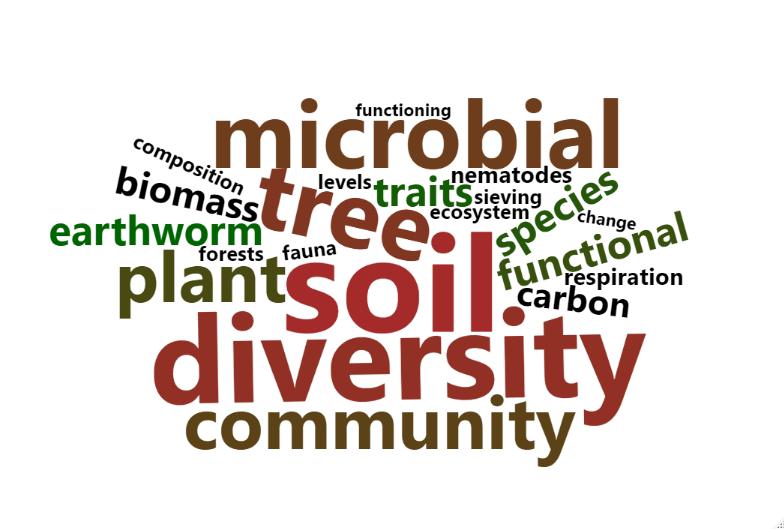 functioning
microbial
composition
levels
nematodes
biomass
tree
traits
sieving
species
ecosystem
change
earthworm
functional
forests
fauna
respiration
plant
soil
carbon
diversity
community